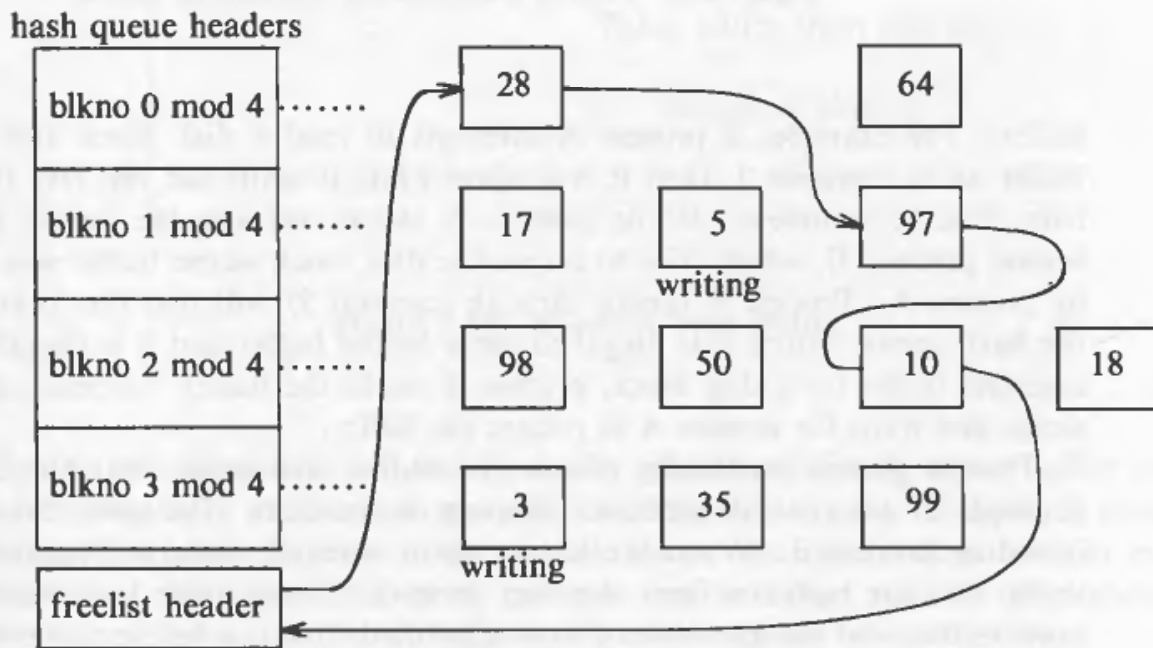 hash queue headers
blkno 0 mod 4 ...... 28 64
blkno 1 mod 4 ...... 17 5 97
writing
blkno 2 mod 4 ...... 98 50 10 18
blkno 3 mod 4 3 35 99
writing
freelist header